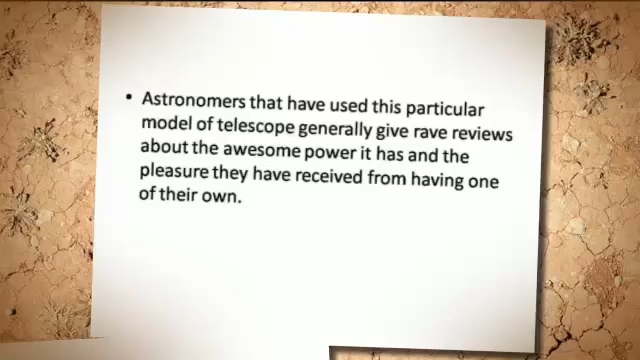 • Astronomers that have used this particular
model of telescope generally give rave reviews
about the awesome power it has and the
pleasure they have received from having one
of their own.